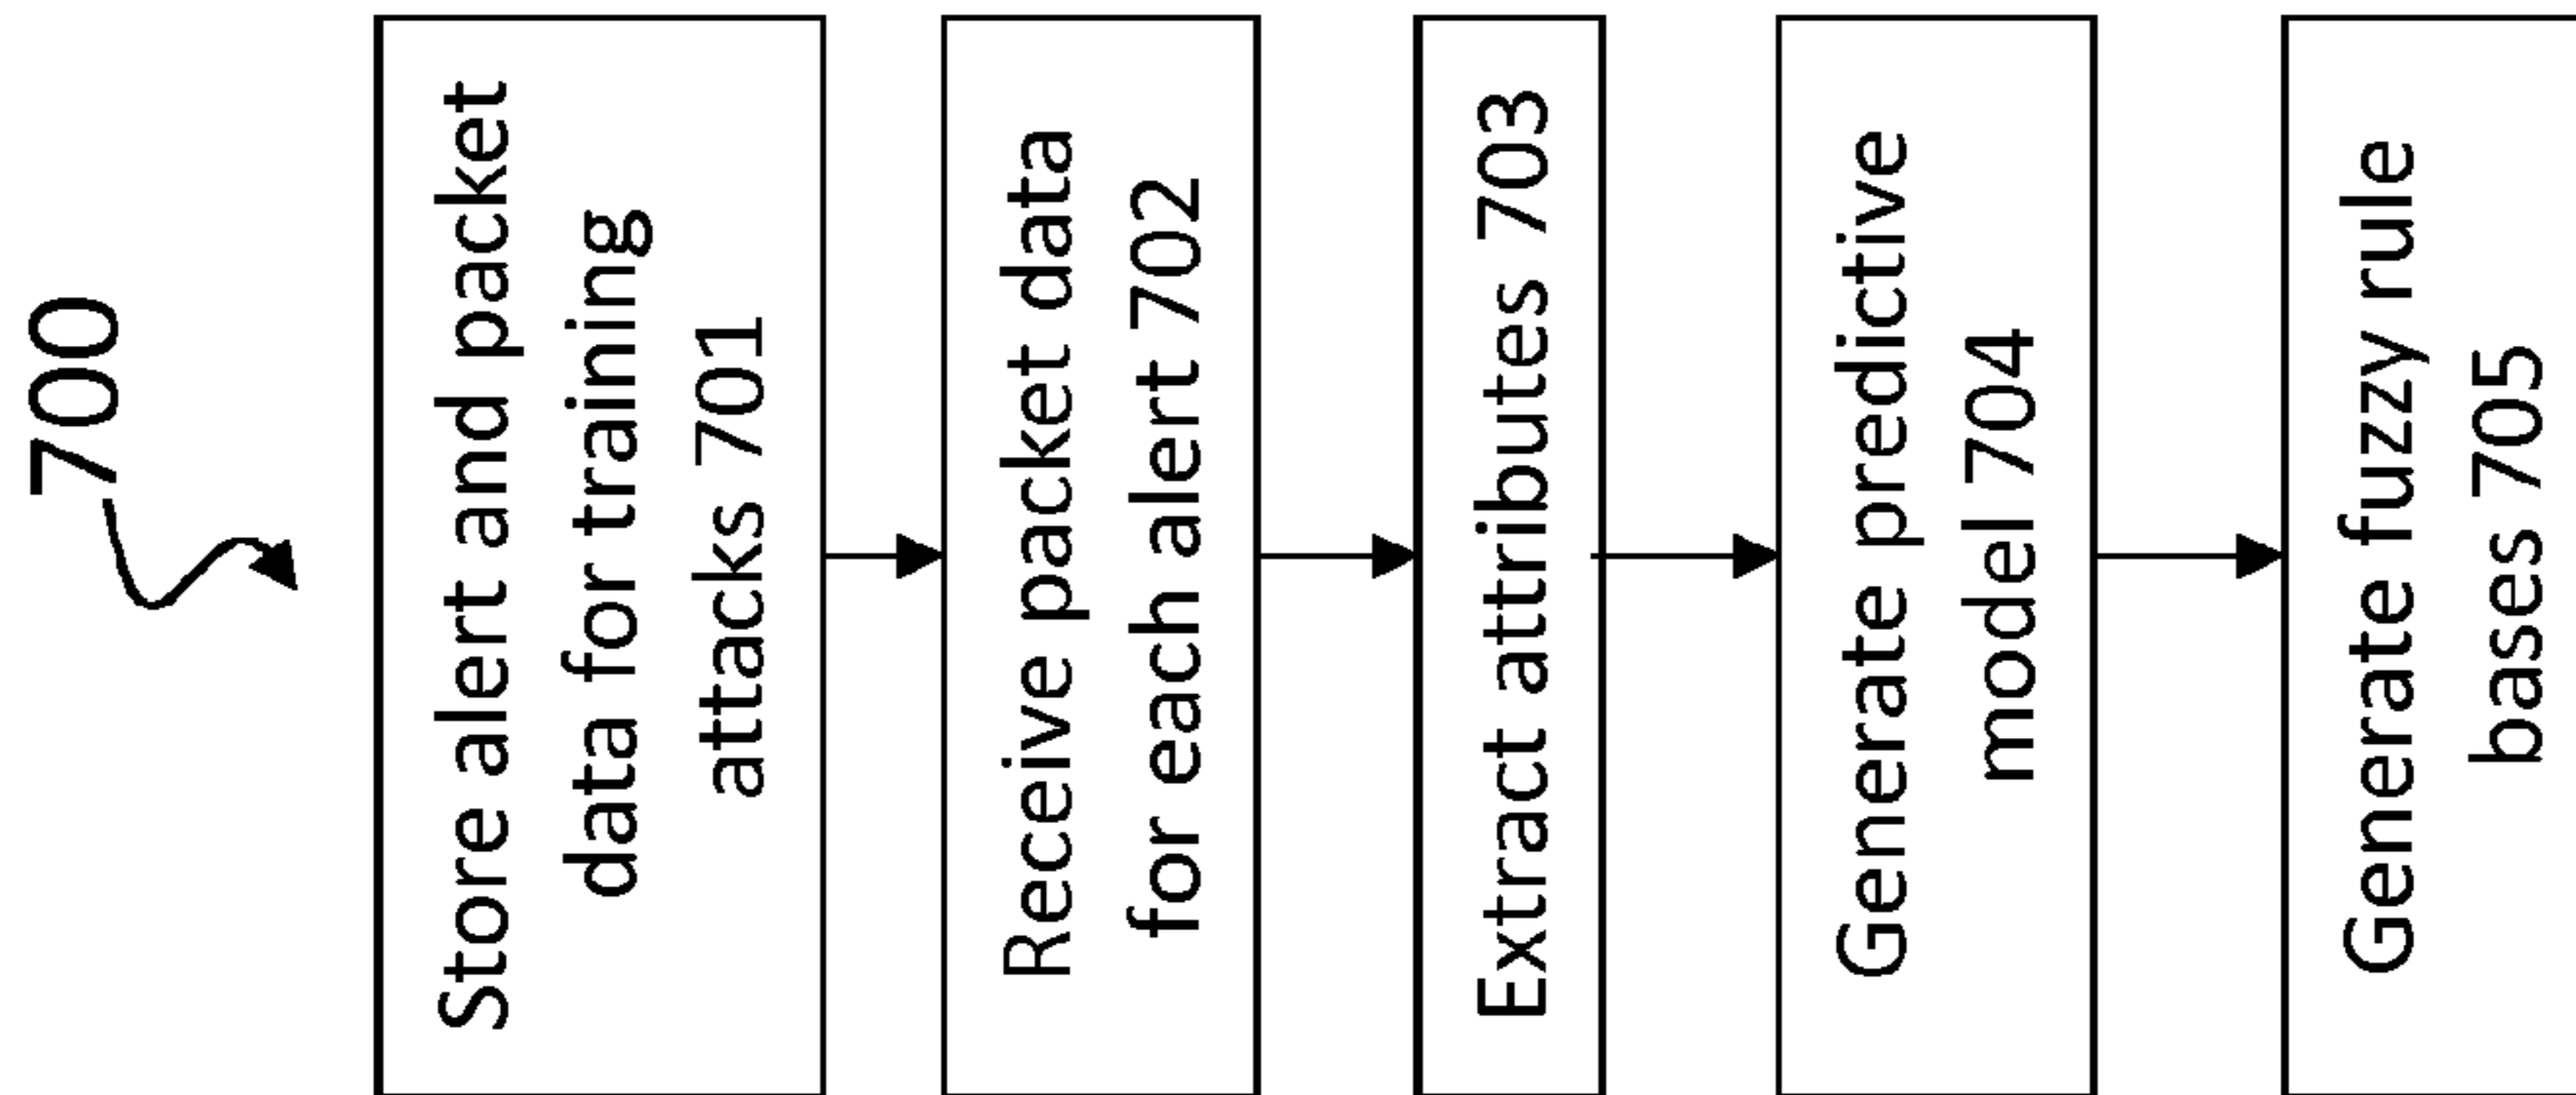 700
Store alert and packet
data for training
attacks 701
Receive packet data
for each alert 702
Extract attributes 703
Generate predictive
model 704
Generate fuzzy rule
bases 705